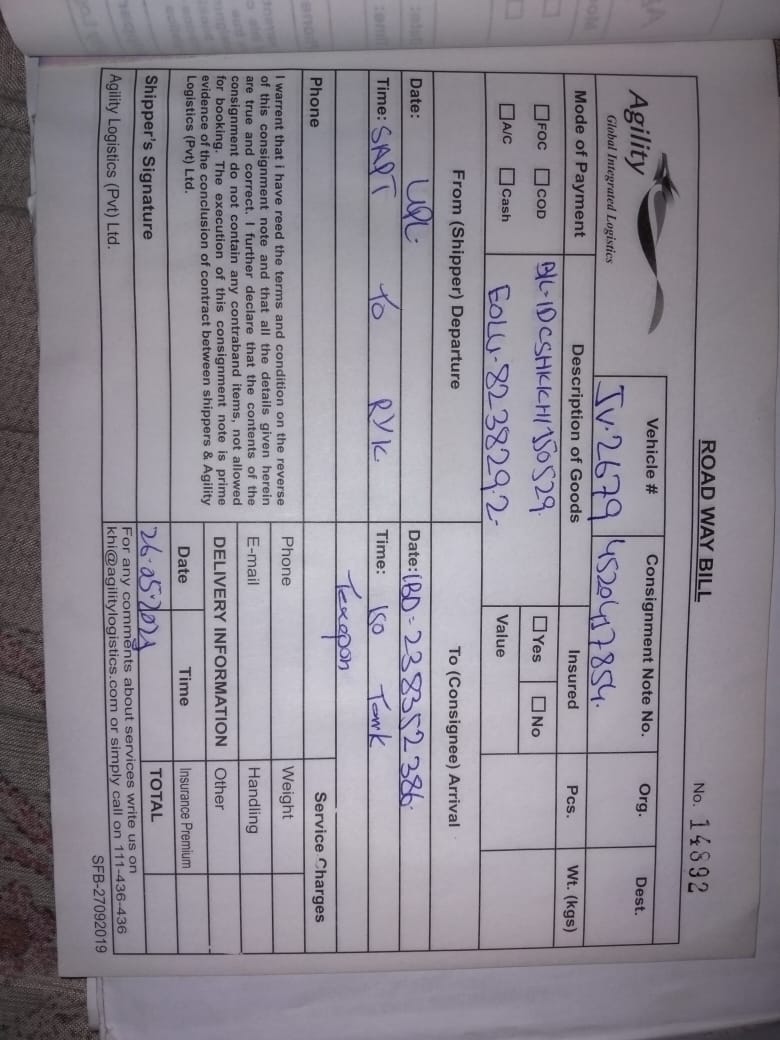 ROAD WAY BILL
No. 14892
Agility
Global Integrated Logistics
Vehicle #
Consignment Note No.
Org.
Dest.
JV-2679
Mode of Payment
Description of Goods
Insured
Pcs.
Wt. (kgs)
FOC
COD
Yes
No
A/C
Cash
EOLU-823829.2-
Value
From (Shipper) Departure
To (Consignee) Arrival
Date: UPL.
Date: IBD-238352386.
Time: SAPT To RYK
Time: ISO Tank
Texapon
Phone
Service Charges
I warrent that i have reed the terms and condition on the reverse
of this consignment note and that all the details given herein
are true and correct. I further declare that the contents of the
consignment do not contain any contraband items, not allowed
for booking. The execution of this consignment note is prime
evidence of the conclusion of contract between shippers & Agility
Logistics (Pvt) Ltd.
Phone
Weight
E-mail
Handling
DELIVERY INFORMATION
Other
Date
Time
Insurance Premium
Shipper's Signature
26-05-2021
TOTAL
Agility Logistics (Pvt) Ltd.
For any comments about services write us on
khi@agilitylogistics.com or simply call on 111-436-436
SFB-27092019